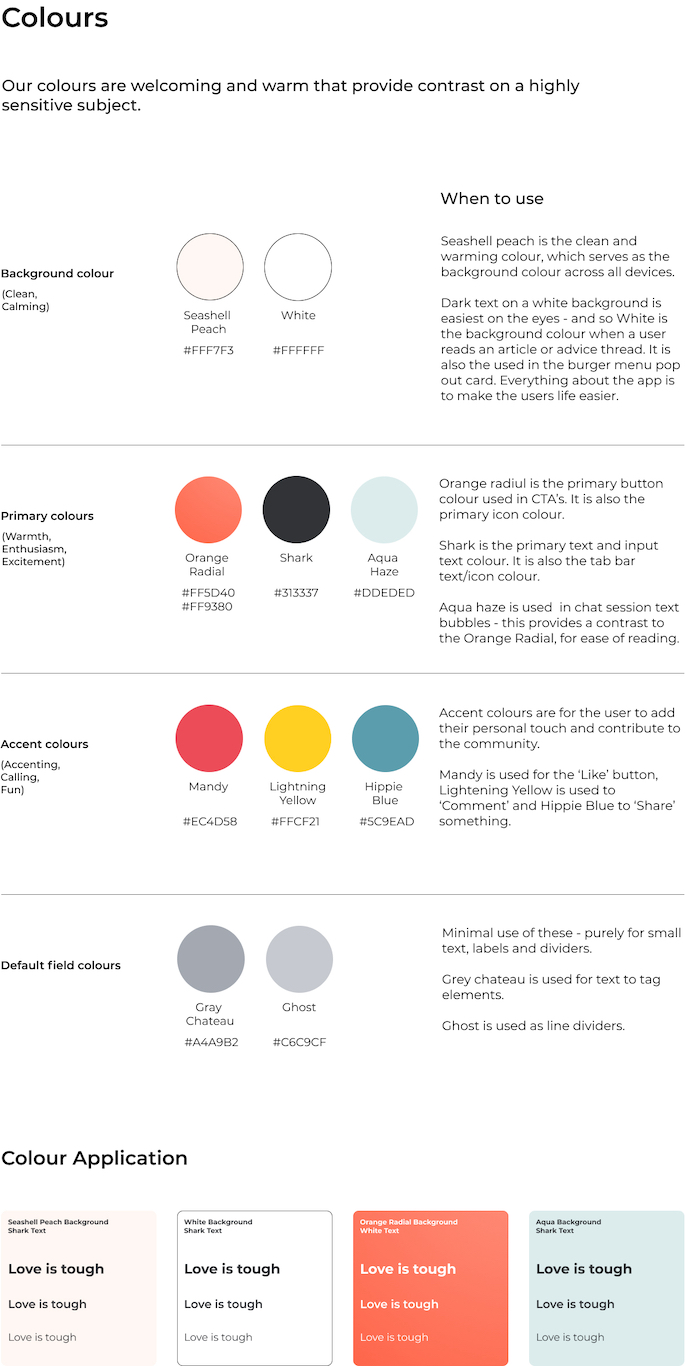 Colours
Our colours are welcoming and warm that provide contrast on a highly
sensitive subject.
When to use
Background colour
(Clean,
Calming)
Seashell
Peach
#FFF7F3
White
#FFFFFF
Seashell peach is the clean and
warming colour, which serves as the
background colour across all devices.
Dark text on a white background is
easiest on the eyes - and so White is
the background colour when a user
reads an article or advice thread. It is
also the used in the burger menu pop
out card. Everything about the app is
to make the users life easier.
Primary colours
(Warmth,
Enthusiasm,
Excitement)
Orange
Radial
#FF5D40
#FF9380
Shark
#313337
Aqua
Haze
#DDEDED
Orange radiul is the primary button
colour used in CTA's. It is also the
primary icon colour.
Shark is the primary text and input
text colour. It is also the tab bar
text/icon colour.
Aqua haze is used  in chat session text
bubbles - this provides a contrast to
the Orange Radial, for ease of reading.
Accent colours
(Accenting,
Calling,
Fun)
Mandy
#EC4D58
Lightning
Yellow
#FFCF21
Hippie
Blue
#5C9EAD
Accent colours are for the user to add
their personal touch and contribute to
the community.
Mandy is used for the ‘Like’ button,
Lightening Yellow is used to
‘Comment’ and Hippie Blue to ‘Share’
something.
Default field colours
Gray
Chateau
#A4A9B2
Ghost
#C6C9CF
Minimal use of these - purely for small
text, labels and dividers.
Grey chateau is used for text to tag
elements.
Ghost is used as line dividers.
Colour Application
Seashell Peach Background
Shark Text
Love is tough
Love is tough
Love is tough
White Background
Shark Text
Love is tough
Love is tough
Love is tough
Orange Radial Background
White Text
Love is tough
Love is tough
Love is tough
Aqua Background
Shark Text
Love is tough
Love is tough
Love is tough